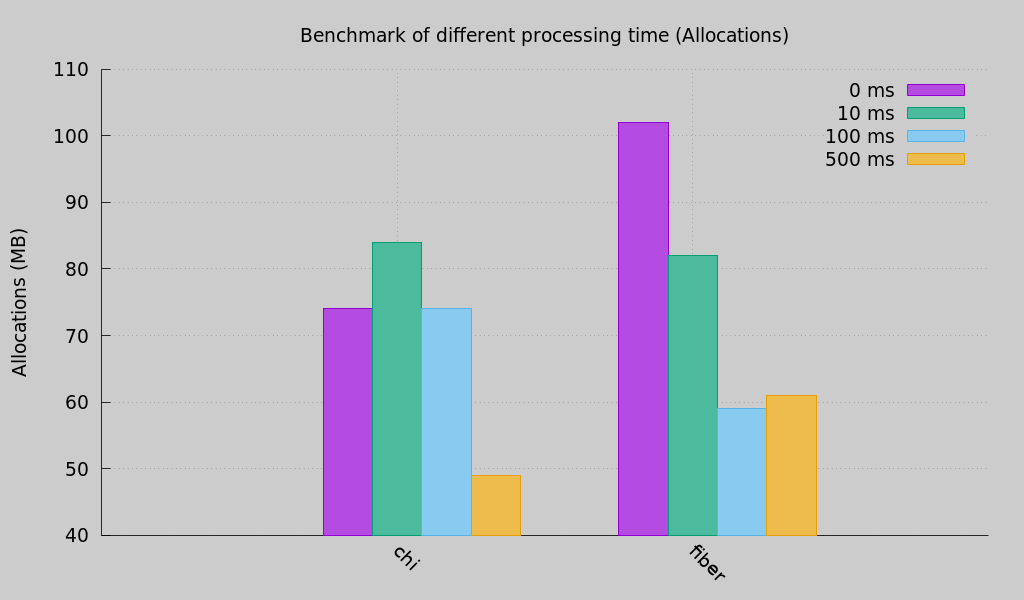 Benchmark of different processing time (Allocations)
110
100
90
80
70
60
50
40
Allocations (MB)
0 ms
10 ms
100 ms
500 ms
chi
fiber